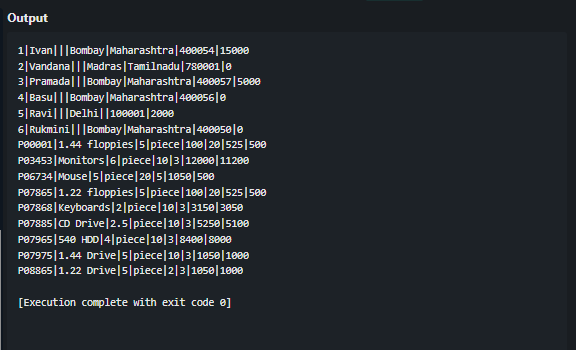 Output
1|Ivan|||Bombay|Maharashtra|400054|15000
2|Vandana|||Madras|Tamilnadu|780001|0
3|Pramada|||Bombay|Maharashtra|400057|5000
4|Basu|||Bombay|Maharashtra|400056|0
5|Ravi|||Delhi||100001|2000
6|Rukmini|||Bombay|Maharashtra|400050|0
P00001|1.44 floppies|5|piece|100|20|525|500
P03453|Monitors|6|piece|10|3|12000|11200
P06734|Mouse|5|piece|20|5|1050|500
P07865|1.22 floppies|5|piece|100|20|525|500
P07868|Keyboards|2|piece|10|3|3150|3050
P07885|CD Drive|2.5|piece|10|3|5250|5100
P07965|540 HDD|4|piece|10|3|8400|8000
P07975|1.44 Drive|5|piece|10|3|1050|1000
P08865|1.22 Drive|5|piece|2|3|1050|1000
[Execution complete with exit code 0]